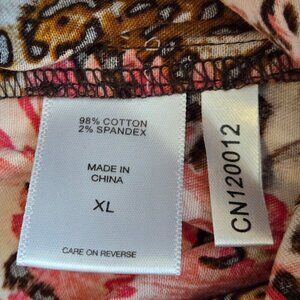 98% COTTON
2% SPANDEX
MADE IN
CHINA
XL
CARE ON REVERSE
CN120012